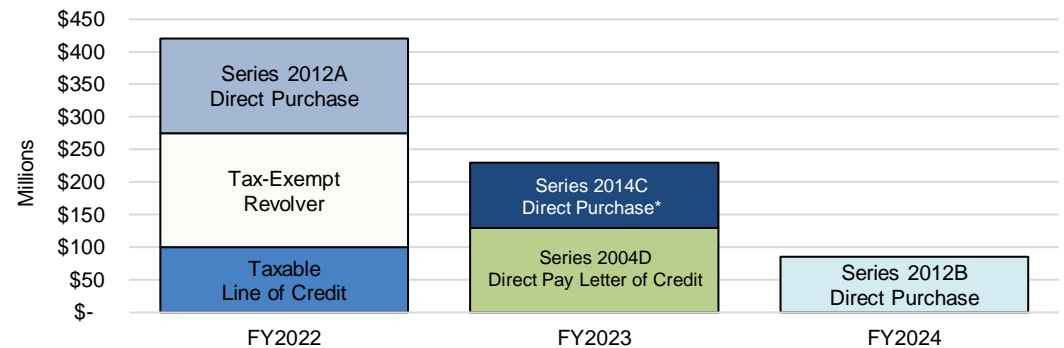 $450
$400
$350
$300
$250
$200
$150
$100
$50
$-
Millions
Series 2012A
Direct Purchase
Tax-Exempt
Revolver
Taxable
Line of Credit
Series 2014C
Direct Purchase*
Series 2004D
Direct Pay Letter of Credit
Series 2012B
Direct Purchase
FY2022
FY2023
FY2024